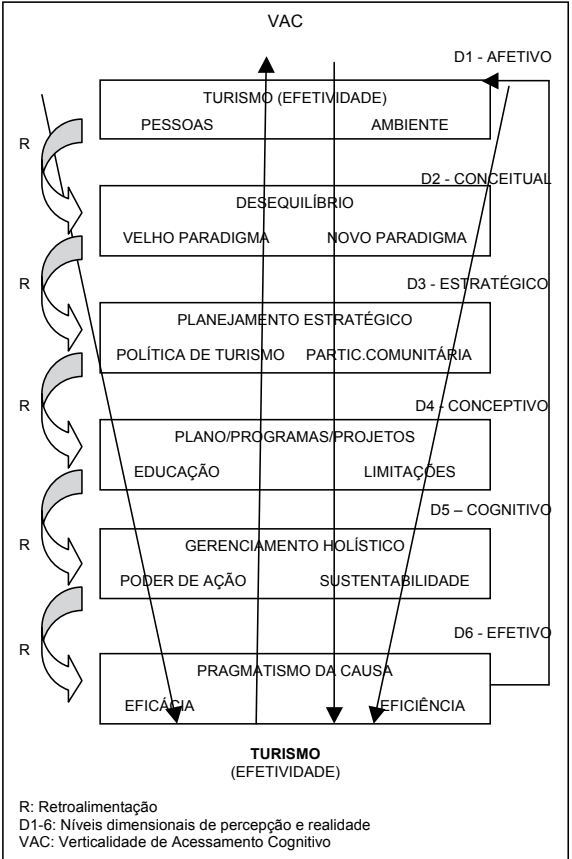 VAC
D1 - AFETIVO
TURISMO (EFETIVIDADE)
PESSOAS AMBIENTE
R
D2 - CONCEITUAL
DESEQUILÍBRIO
VELHO PARADIGMA NOVO PARADIGMA
R
D3 - ESTRATÉGICO
PLANEJAMENTO ESTRATÉGICO
POLÍTICA DE TURISMO PARTIC.COMUNITÁRIA
R
D4 - CONCEPTIVO
PLANO/PROGRAMAS/PROJETOS
EDUCAÇÃO LIMITAÇÕES
D5 – COGNITIVO
R
GERENCIAMENTO HOLÍSTICO
PODER DE AÇÃO SUSTENTABILIDADE
D6 - EFETIVO
R
PRAGMATISMO DA CAUSA
EFICÁCIA EFICIÊNCIA
TURISMO
(EFETIVIDADE)
R: Retroalimentação
D1-6: Níveis dimensionais de percepção e realidade
VAC: Verticalidade de Acessamento Cognitivo